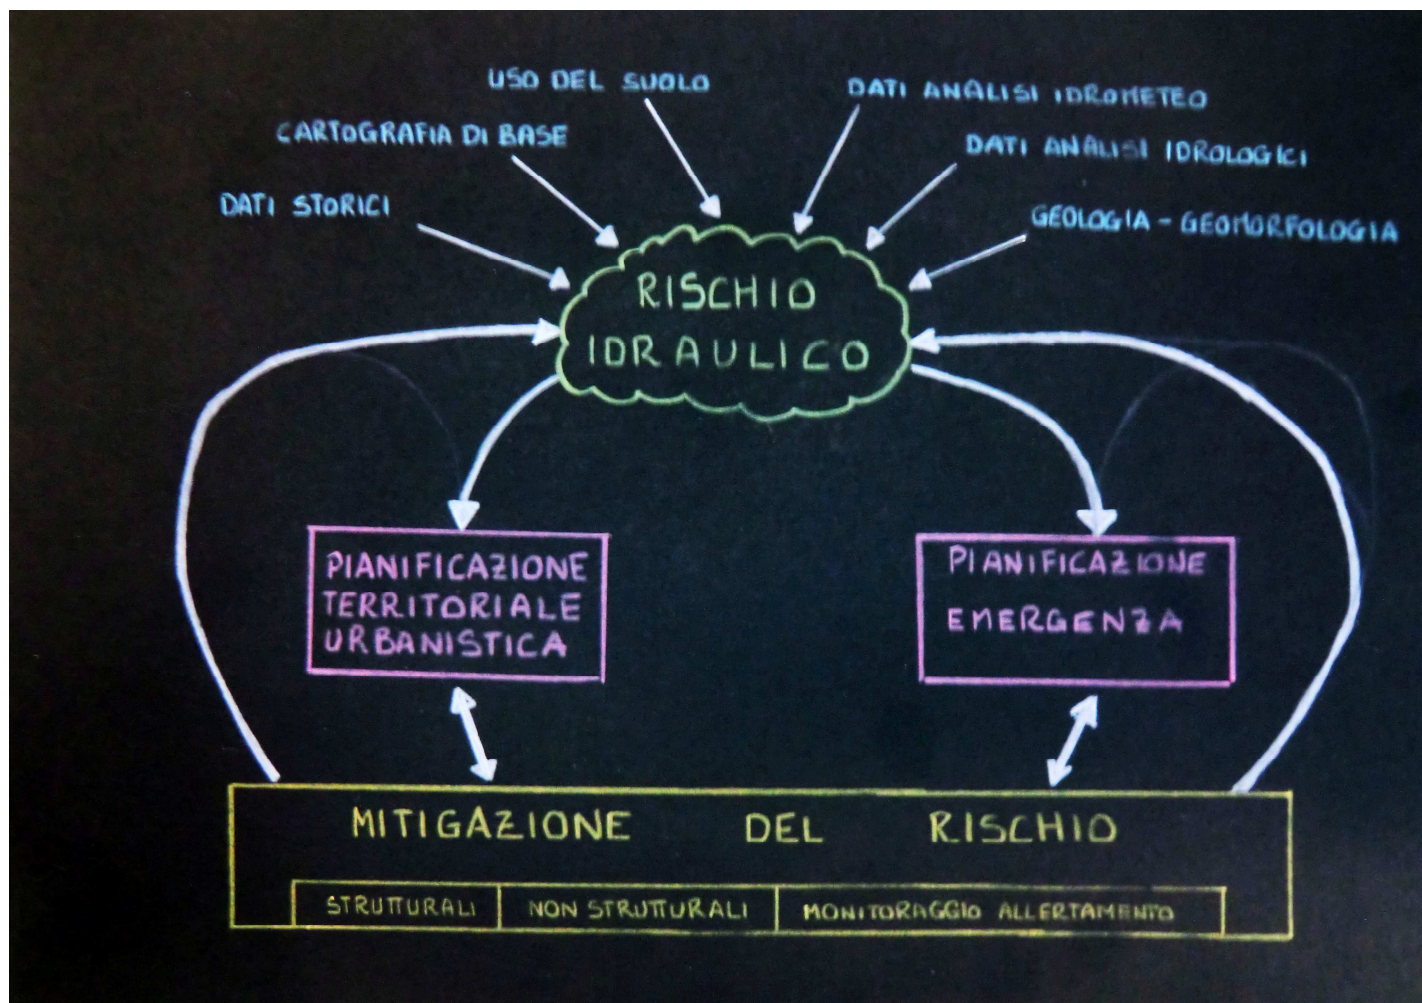 USO DEL SUOLO
DATI ANALISI IDROMETEO
CARTOGRAFIA DI BASE
DATI ANALISI IDROLOGICI
DATI STORICI
GEOLOGIA - GEOMORFOLOGIA
RISCHIO
IDRAULICO
PIANIFICAZIONE
TERRITORIALE
URBANISTICA
PIANIFICAZIONE
EMERGENZA
MITIGAZIONE DEL RISCHIO
STRUTTURALI
NON STRUTTURALI
MONITORAGGIO ALLERTAMENTO